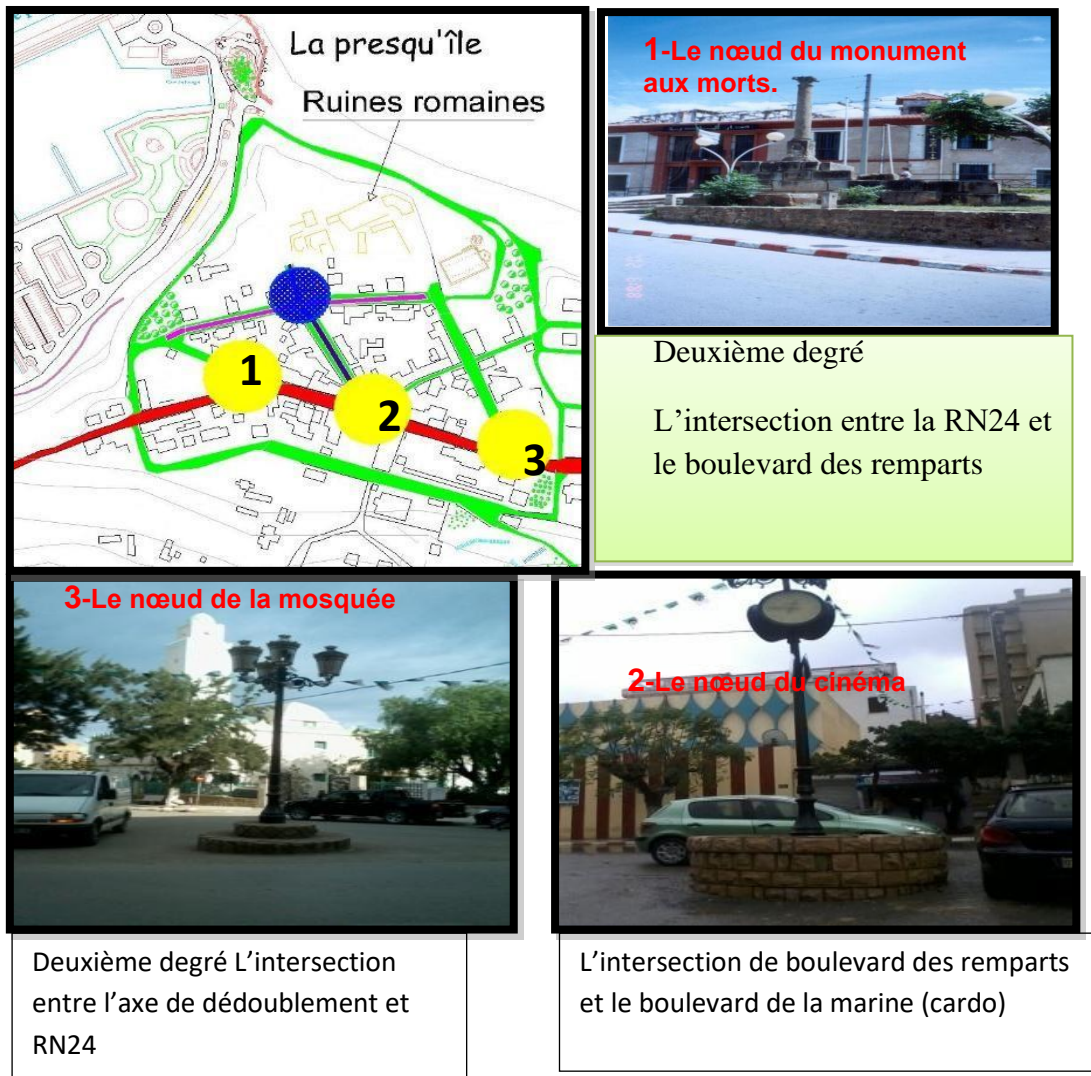 La presqu'île
Ruines romaines
1
2
3
1-Le nœud du monument
aux morts.
Deuxième degré
L'intersection entre la RN24 et
le boulevard des remparts
3-Le nœud de la mosquée
2-Le nœud du cinéma
Deuxième degré L'intersection
entre l'axe de dédoublement et
RN24
L'intersection de boulevard des remparts
et le boulevard de la marine (cardo)